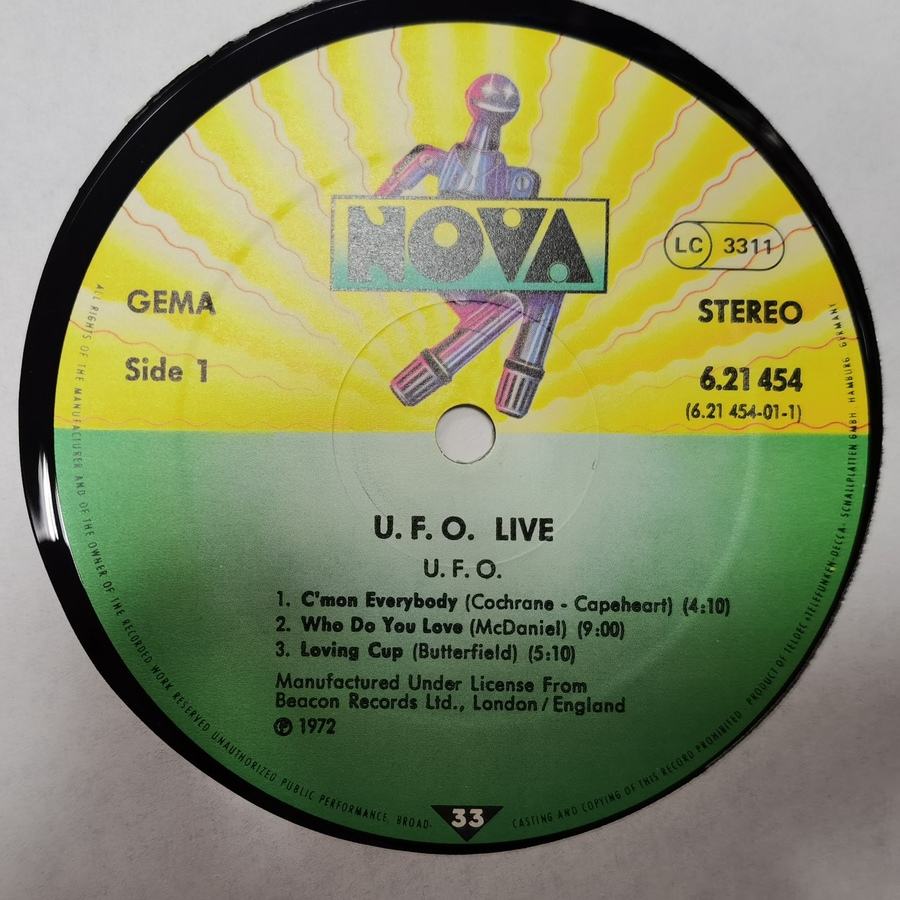 NOVA
LC 3311
GEMA
STEREO
Side 1
6.21 454
(6.21 454-01-1)
U. F. O. LIVE
U. F. O.
1. C'mon Everybody (Cochrane - Capeheart) (4:10)
2. Who Do You Love (McDaniel) (9:00)
3. Loving Cup (Butterfield) (5:10)
Manufactured Under License From
Beacon Records Ltd., London / England
Ⓟ 1972
33
ALL RIGHTS OF THE MANUFACTURER AND OF THE OWNER OF THE RECORDED WORK RESERVED UNAUTHORIZED PUBLIC PERFORMANCE, BROAD-
CASTING AND COPYING OF THIS RECORD PROHIBITED PRODUCT OF TELDEC »TELEFUNKEN-DECCA« SCHALLPLATTEN GMBH HAMBURG GERMANY